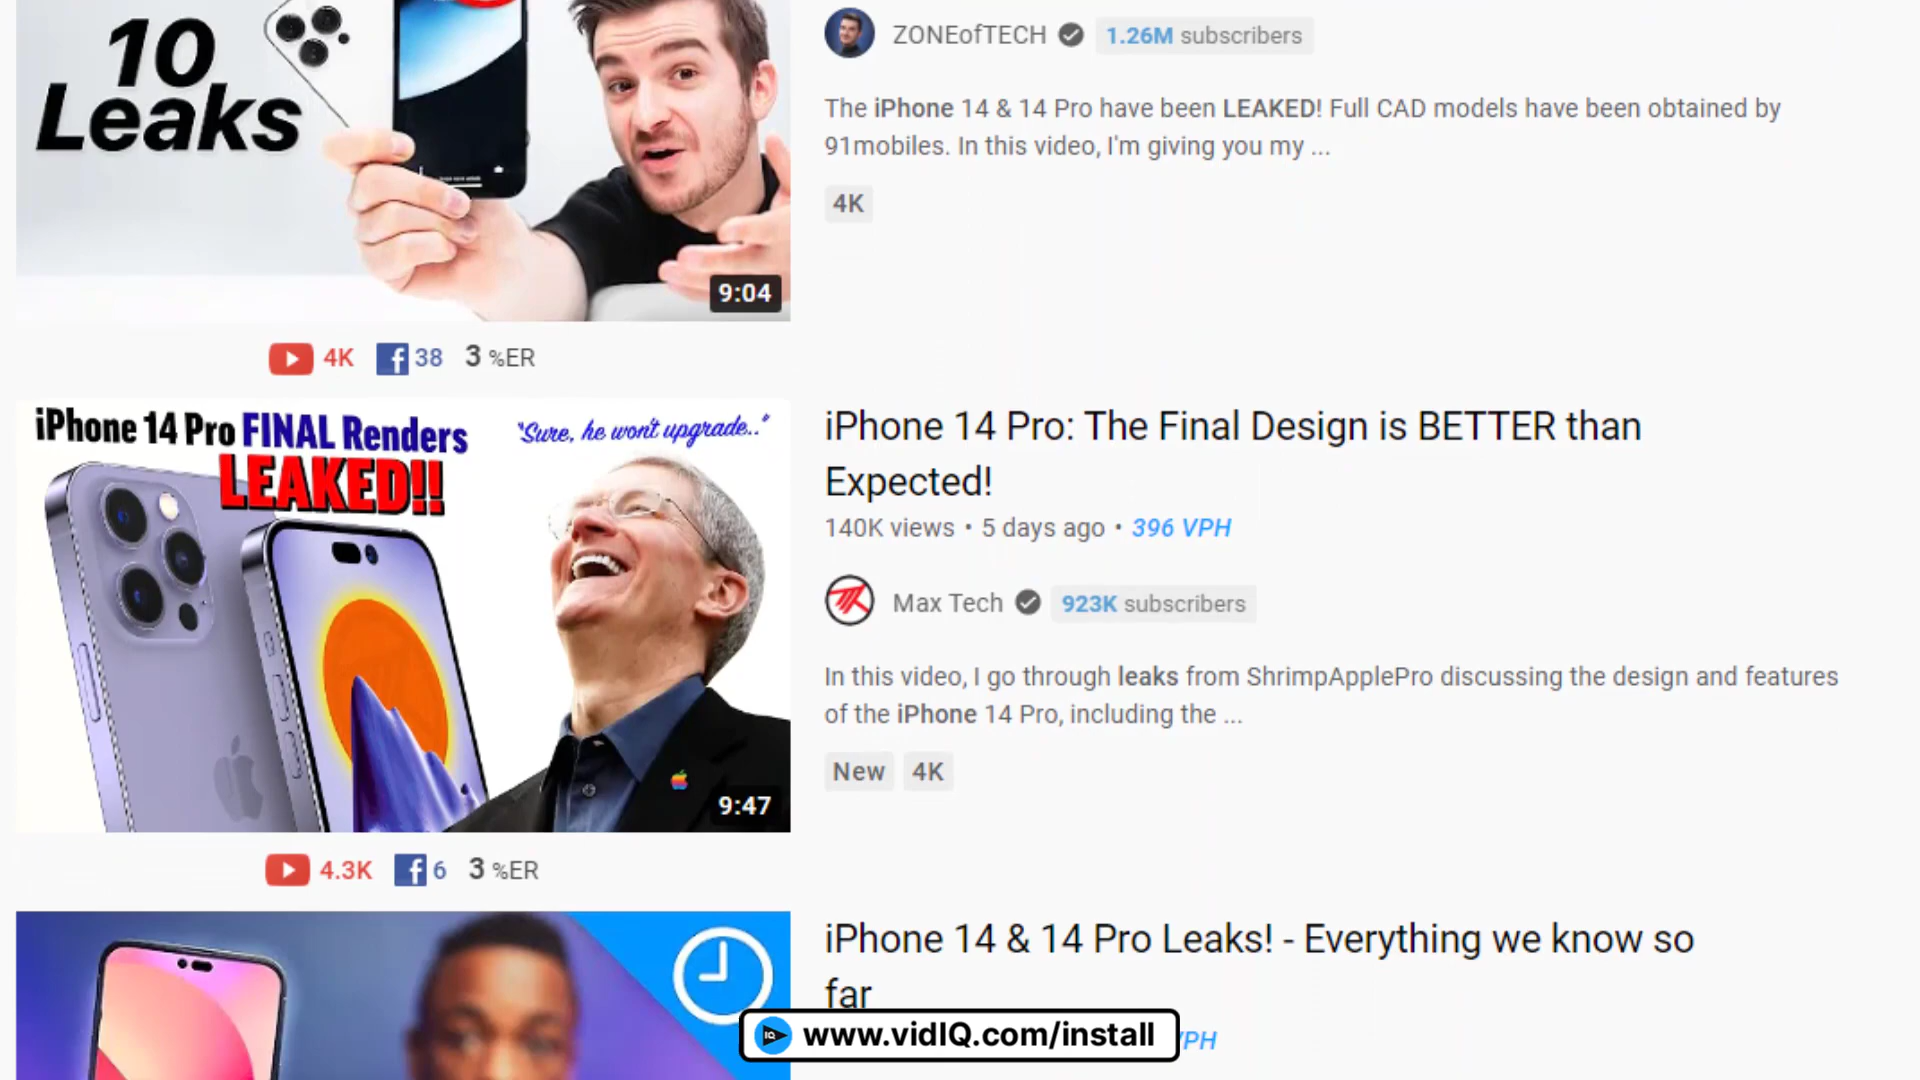 10
Leaks
9:04
4K
38
3 %ER
ZONEofTECH
1.26M subscribers
The iPhone 14 & 14 Pro have been LEAKED! Full CAD models have been obtained by
91mobiles. In this video, I'm giving you my ...
4K
iPhone 14 Pro FINAL Renders
LEAKED!!
"Sure, he won't upgrade.."
9:47
4.3K
6
3 %ER
iPhone 14 Pro: The Final Design is BETTER than
Expected!
140K views • 5 days ago • 396 VPH
Max Tech
923K subscribers
In this video, I go through leaks from ShrimpApplePro discussing the design and features
of the iPhone 14 Pro, including the ...
New
4K
iPhone 14 & 14 Pro Leaks! - Everything we know so
far
VPH
IQ
www.vidIQ.com/install